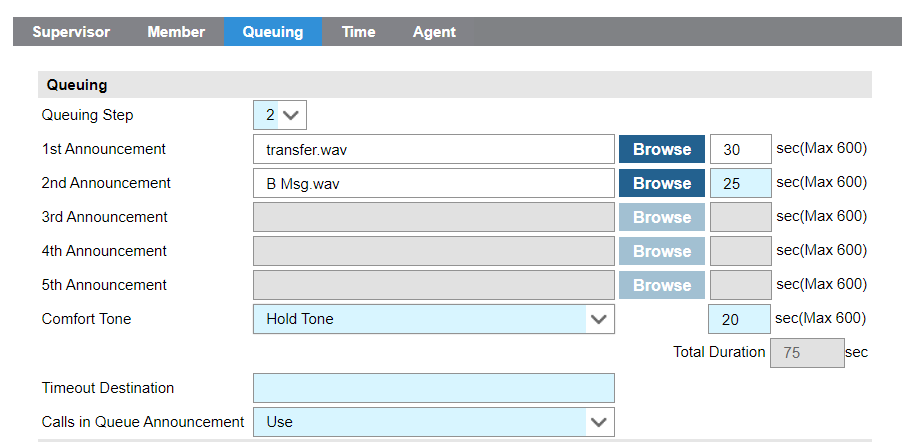 Supervisor Member Queuing Time Agent
Queuing
Queuing Step 2
1st Announcement transfer.wav Browse 30 sec(Max 600)
2nd Announcement B Msg.wav Browse 25 sec(Max 600)
3rd Announcement Browse sec(Max 600)
4th Announcement Browse sec(Max 600)
5th Announcement Browse sec(Max 600)
Comfort Tone Hold Tone 20 sec(Max 600)
Total Duration 75 sec
Timeout Destination
Calls in Queue Announcement Use